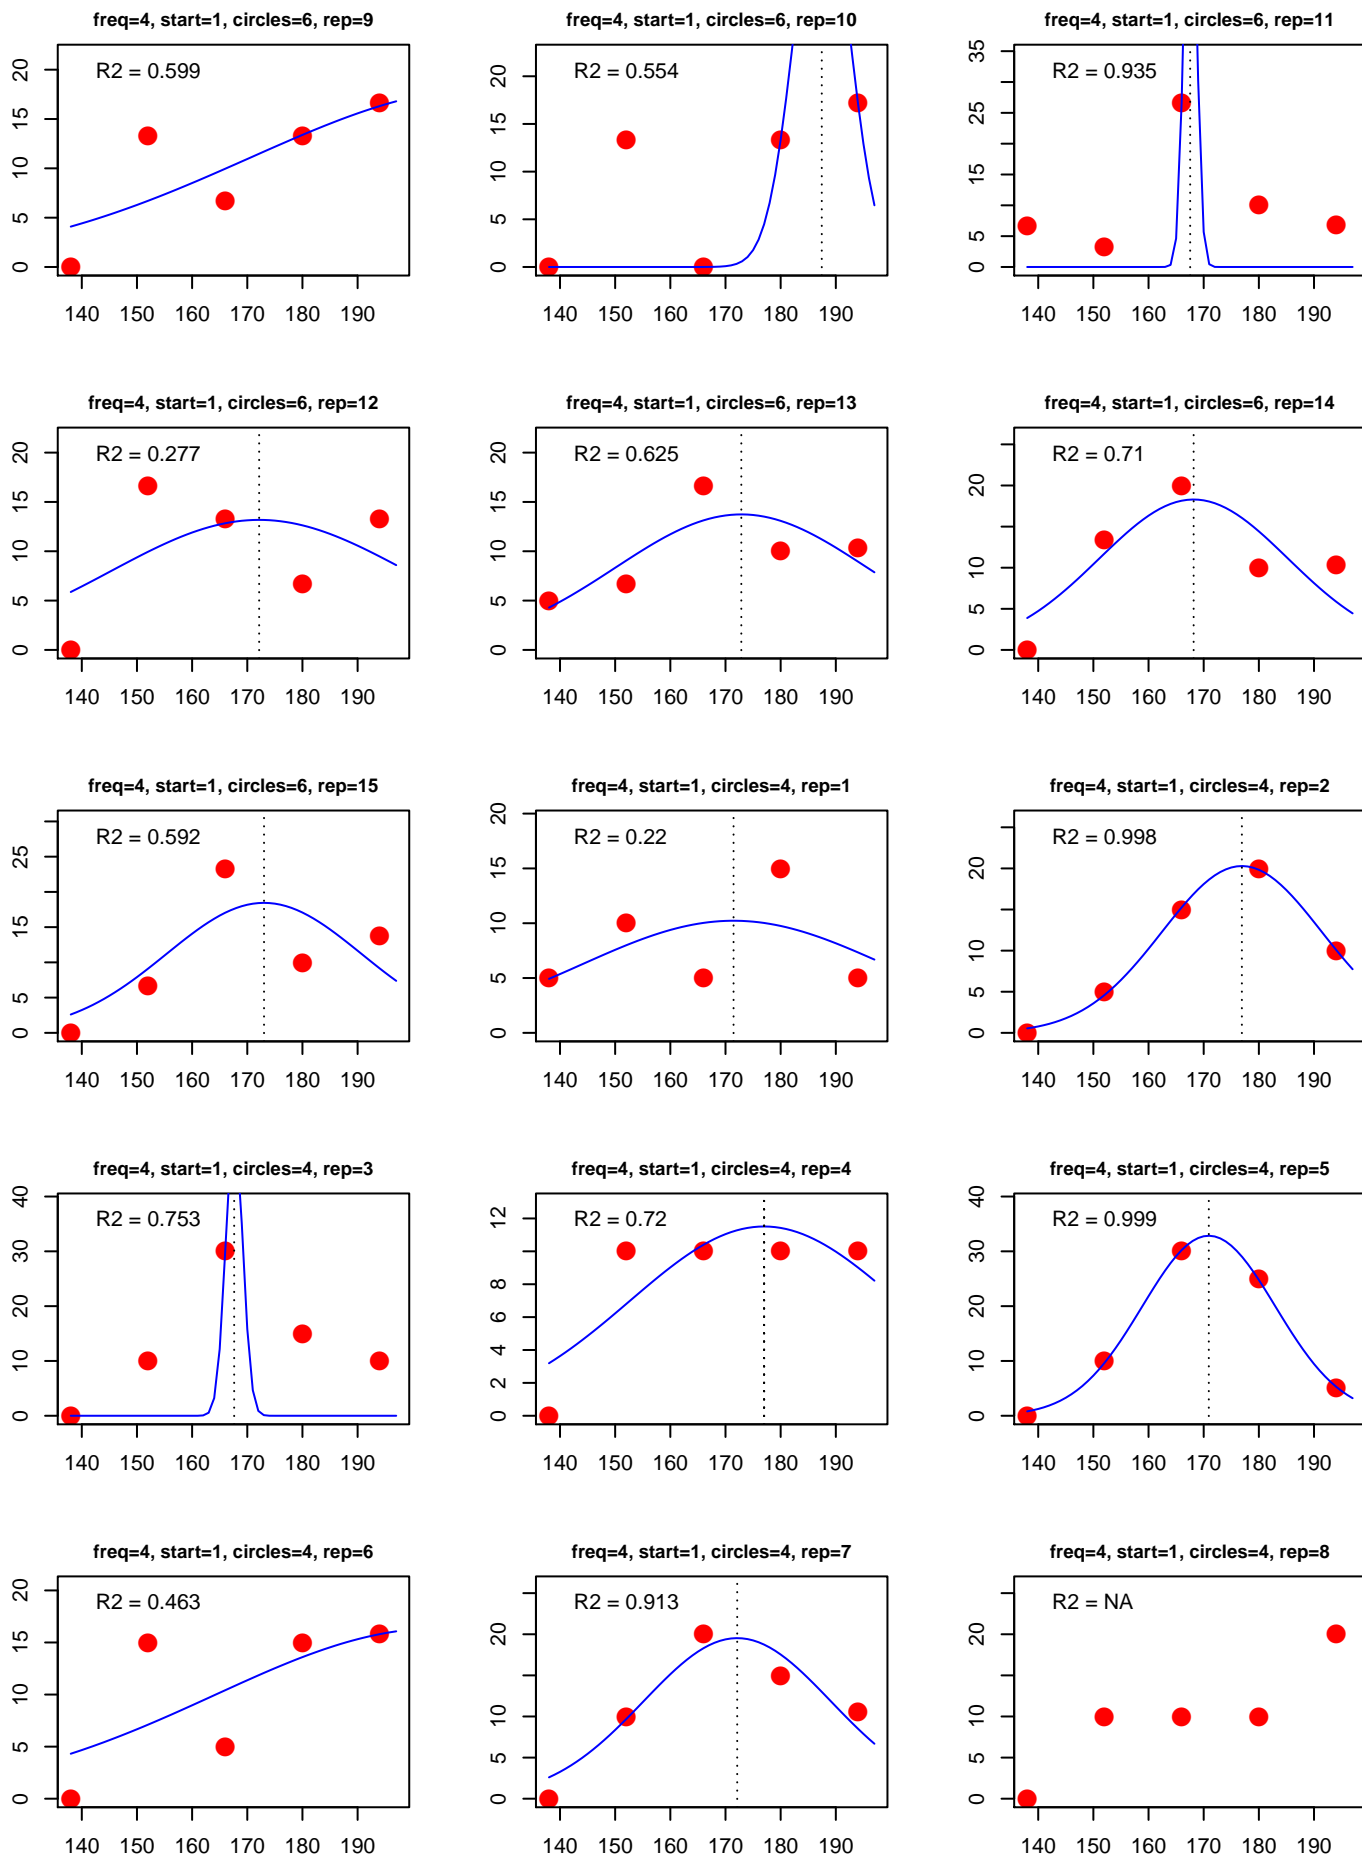 freq=4, start=1, circles=6, rep=9
R2 = 0.599
0 5 10 15 20
140 150 160 170 180 190
freq=4, start=1, circles=6, rep=10
R2 = 0.554
0 5 10 15 20
140 150 160 170 180 190
freq=4, start=1, circles=6, rep=11
R2 = 0.935
0 5 15 25 35
140 150 160 170 180 190
freq=4, start=1, circles=6, rep=12
R2 = 0.277
0 5 10 15 20
140 150 160 170 180 190
freq=4, start=1, circles=6, rep=13
R2 = 0.625
0 5 10 15 20
140 150 160 170 180 190
freq=4, start=1, circles=6, rep=14
R2 = 0.71
0 5 10 20
140 150 160 170 180 190
freq=4, start=1, circles=6, rep=15
R2 = 0.592
0 5 15 25
140 150 160 170 180 190
freq=4, start=1, circles=4, rep=1
R2 = 0.22
0 5 10 15 20
140 150 160 170 180 190
freq=4, start=1, circles=4, rep=2
R2 = 0.998
0 5 10 20
140 150 160 170 180 190
freq=4, start=1, circles=4, rep=3
R2 = 0.753
0 10 20 30 40
140 150 160 170 180 190
freq=4, start=1, circles=4, rep=4
R2 = 0.72
0 2 4 6 8 12
140 150 160 170 180 190
freq=4, start=1, circles=4, rep=5
R2 = 0.999
0 10 20 30 40
140 150 160 170 180 190
freq=4, start=1, circles=4, rep=6
R2 = 0.463
0 5 10 15 20
140 150 160 170 180 190
freq=4, start=1, circles=4, rep=7
R2 = 0.913
0 5 10 20
140 150 160 170 180 190
freq=4, start=1, circles=4, rep=8
R2 = NA
0 5 10 20
140 150 160 170 180 190